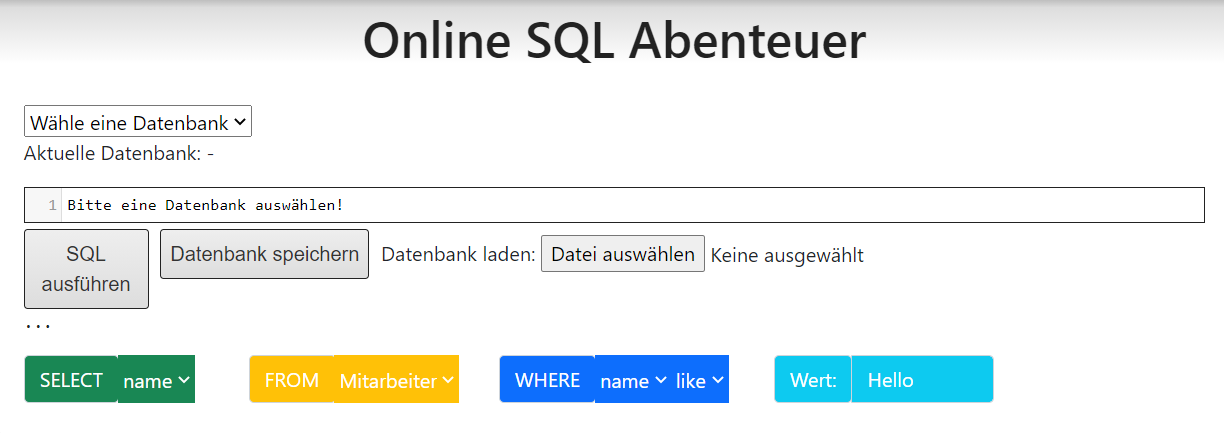 Online SQL Abenteuer
Wähle eine Datenbank
Aktuelle Datenbank: -
1 Bitte eine Datenbank auswählen!
SQL ausführen Datenbank speichern Datenbank laden: Datei auswählen Keine ausgewählt
...
SELECT name FROM Mitarbeiter WHERE name like Wert: Hello